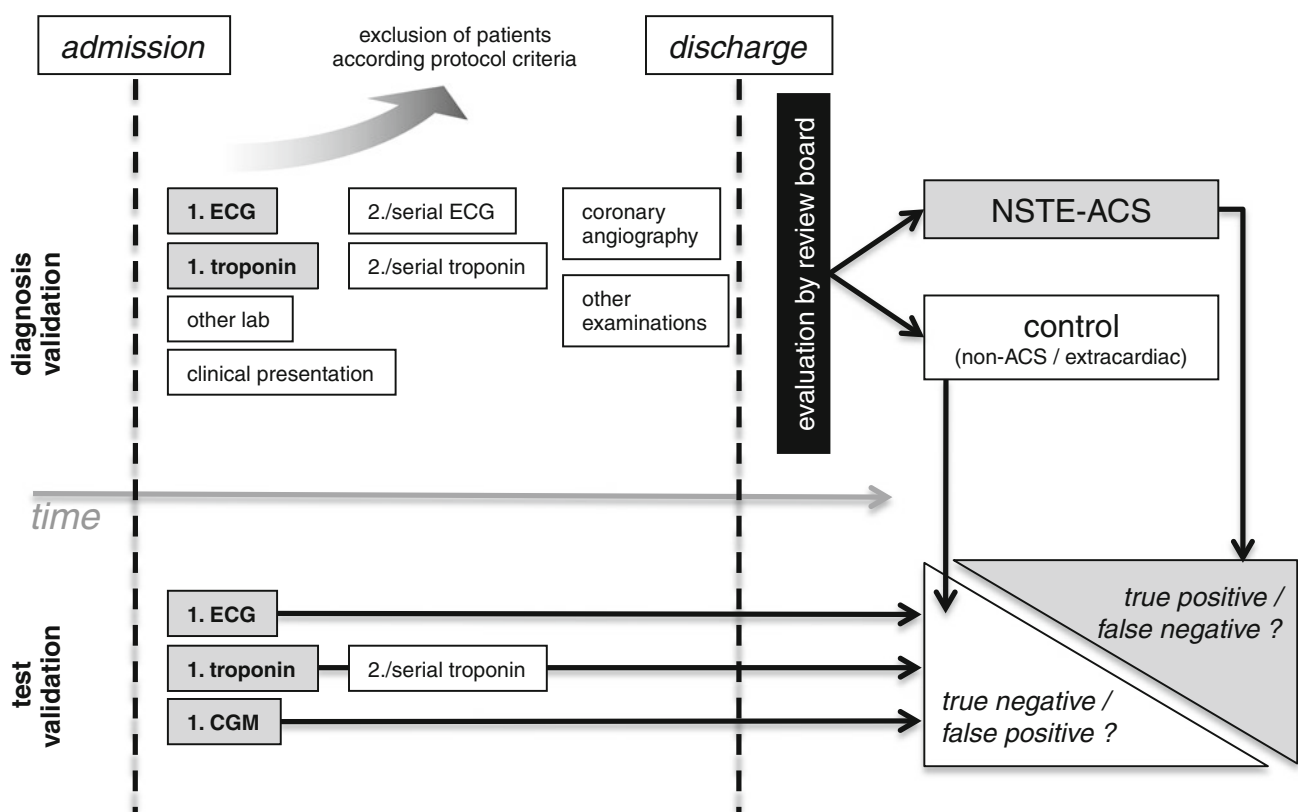 admission
exclusion of patients
according protocol criteria
discharge
diagnosis
validation
1. ECG
2./serial ECG
coronary
angiography
1. troponin
2./serial troponin
other lab
other
examinations
clinical presentation
evaluation by review board
NSTE-ACS
control
(non-ACS / extracardiac)
time
test
validation
1. ECG
1. troponin
2./serial troponin
1. CGM
true positive /
false negative ?
true negative /
false positive ?